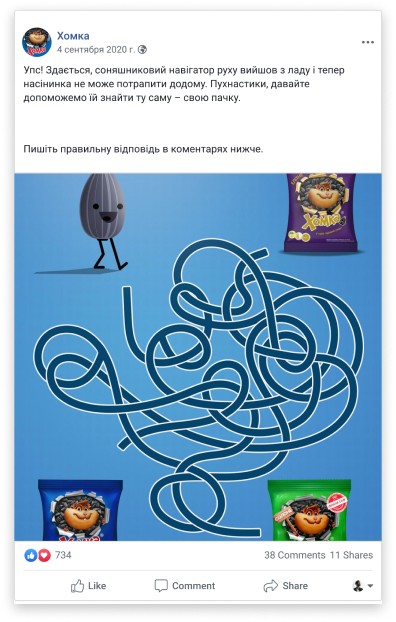 Хомка
4 сентября 2020 г.
Упс! Здається, соняшниковий навігатор руху вийшов з ладу і тепер
насінинка не може потрапити додому. Пухнастики, давайте
допоможемо їй знайти ту саму – свою пачку.
Пишіть правильну відповідь в коментарях нижче.
Хомка
734
38 Comments 11 Shares
Like
Comment
Share